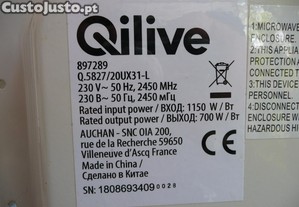 CustoJusto.pt
Qilive
897289
Q.5827/20UX31-L
230 V~ 50 Hz, 2450 MHz
230 В~ 50 Гц, 2450 мГц
Rated input power / ВХОД: 1150 W / Вт
Rated output power / ВЫХОД: 700 W / Вт
AUCHAN - SNC OIA 200,
rue de la Recherche 59650
Villeneuve d'Ascq France
Made in China /
Сделано в Китае
SN: 1808693409 0028
1:MICROWAVE
ENCLOSURE.
2:THIS APPLIAN
PROTECTION A
CONNECTED T
3:THIS DEVICE
PERSONNEL.
4:DISCONNECT
ENCLOSURE W
HAZARDOUS HI